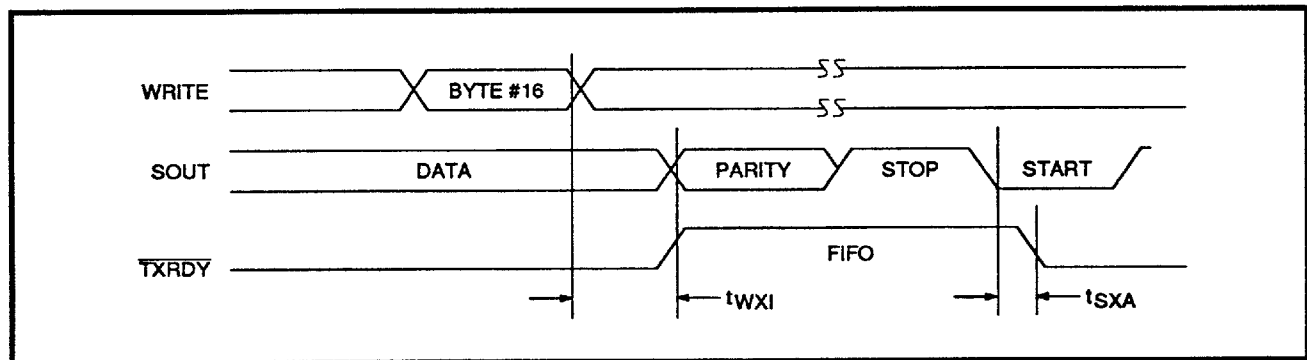 WRITE BYTE #16
SOUT DATA PARITY STOP START
TXRDY FIFO
tWXI tSXA